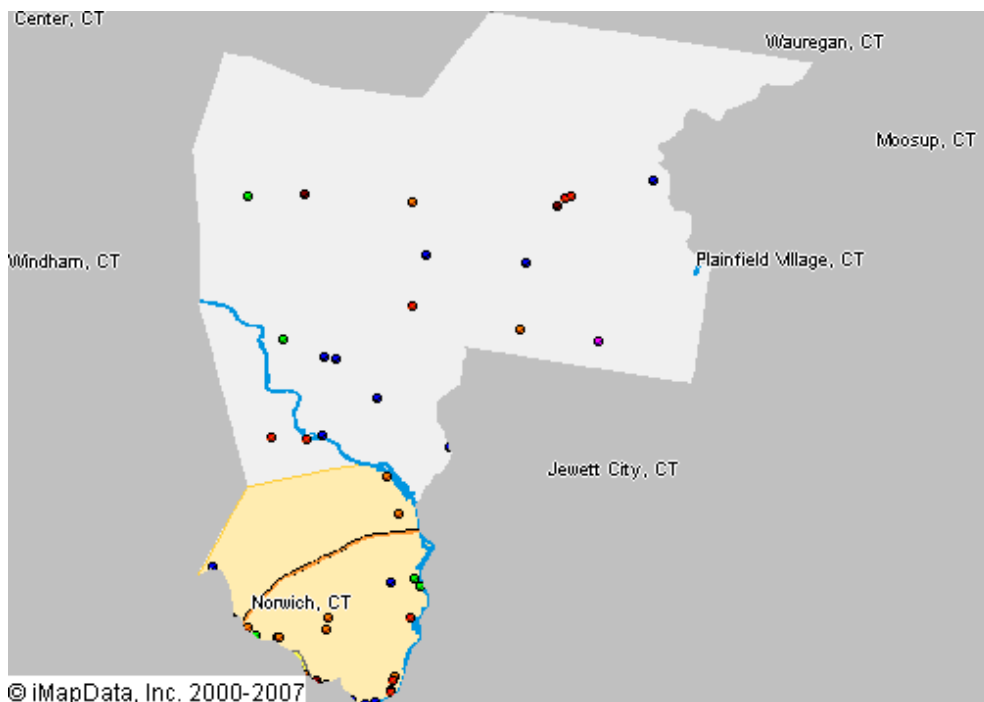 Center, CT
Wauregan, CT
Moosup, CT
Windham, CT
Plainfield Village, CT
Jewett City, CT
Norwich, CT
© iMapData, Inc. 2000-2007